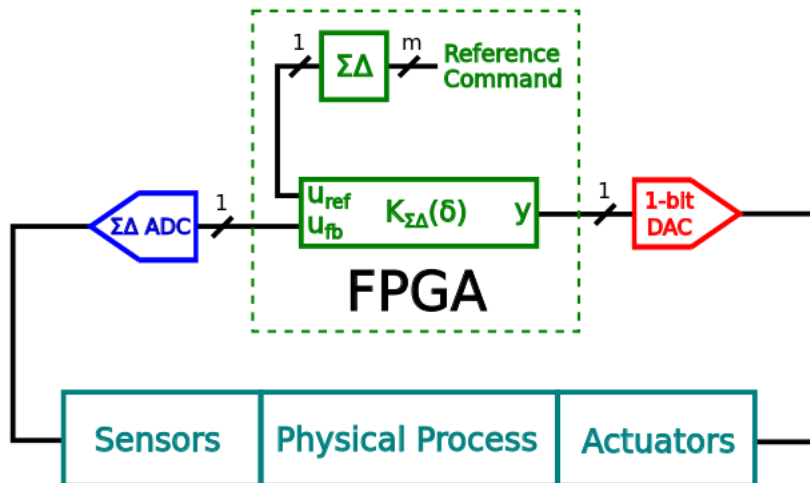 1
ΣΔ
m
Reference
Command
ΣΔ ADC
1
u_ref
u_fb
K_ΣΔ(δ)
y
1
1-bit
DAC
FPGA
Sensors
Physical Process
Actuators